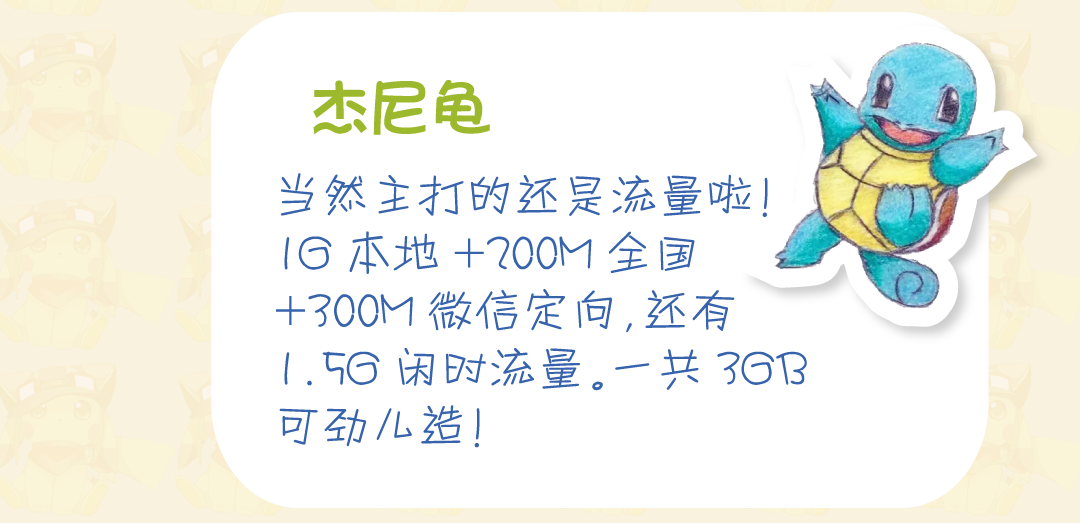 杰尼龟
当然主打的还是流量啦!
1G 本地 +200M 全国
+300M 微信定向,还有
1.5G 闲时流量。一共 3GB
可劲儿造!